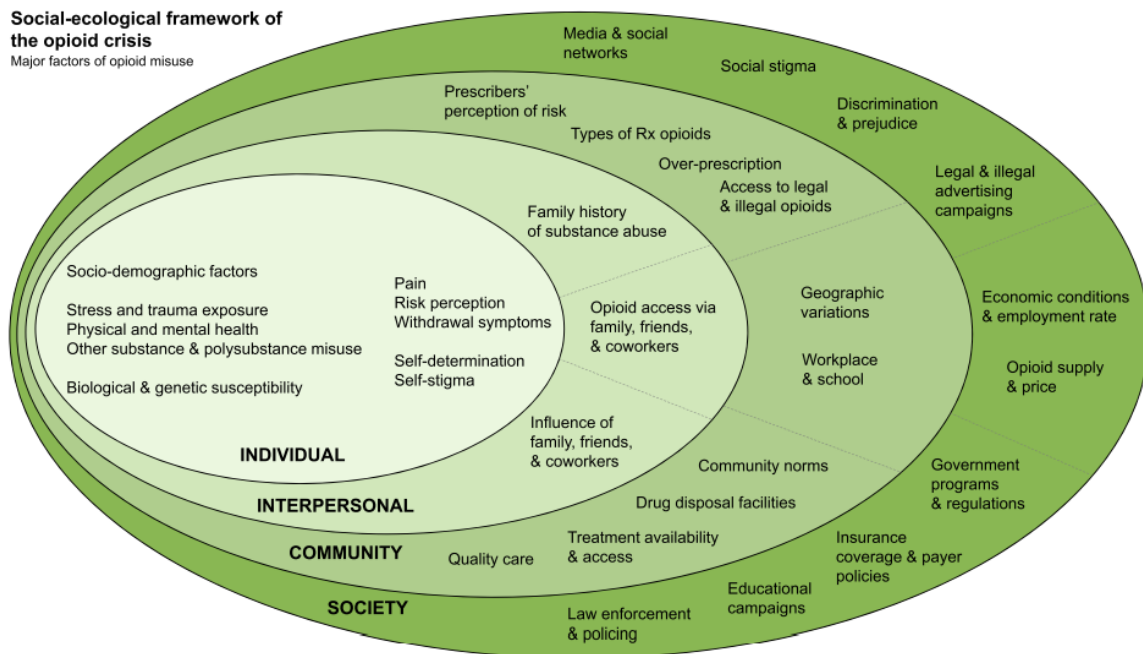 Social-ecological framework of
the opioid crisis
Major factors of opioid misuse
Media & social
networks
Social stigma
Discrimination
& prejudice
Legal & illegal
advertising
campaigns
Economic conditions
& employment rate
Opioid supply
& price
Government
programs
& regulations
Insurance
coverage & payer
policies
Educational
campaigns
Law enforcement
& policing
SOCIETY
Prescribers'
perception of risk
Types of Rx opioids
Over-prescription
Access to legal
& illegal opioids
Geographic
variations
Workplace
& school
Community norms
Drug disposal facilities
Treatment availability
& access
Quality care
COMMUNITY
Family history
of substance abuse
Opioid access via
family, friends,
& coworkers
Influence of
family, friends,
& coworkers
INTERPERSONAL
Socio-demographic factors
Stress and trauma exposure
Physical and mental health
Other substance & polysubstance misuse
Biological & genetic susceptibility
Pain
Risk perception
Withdrawal symptoms
Self-determination
Self-stigma
INDIVIDUAL